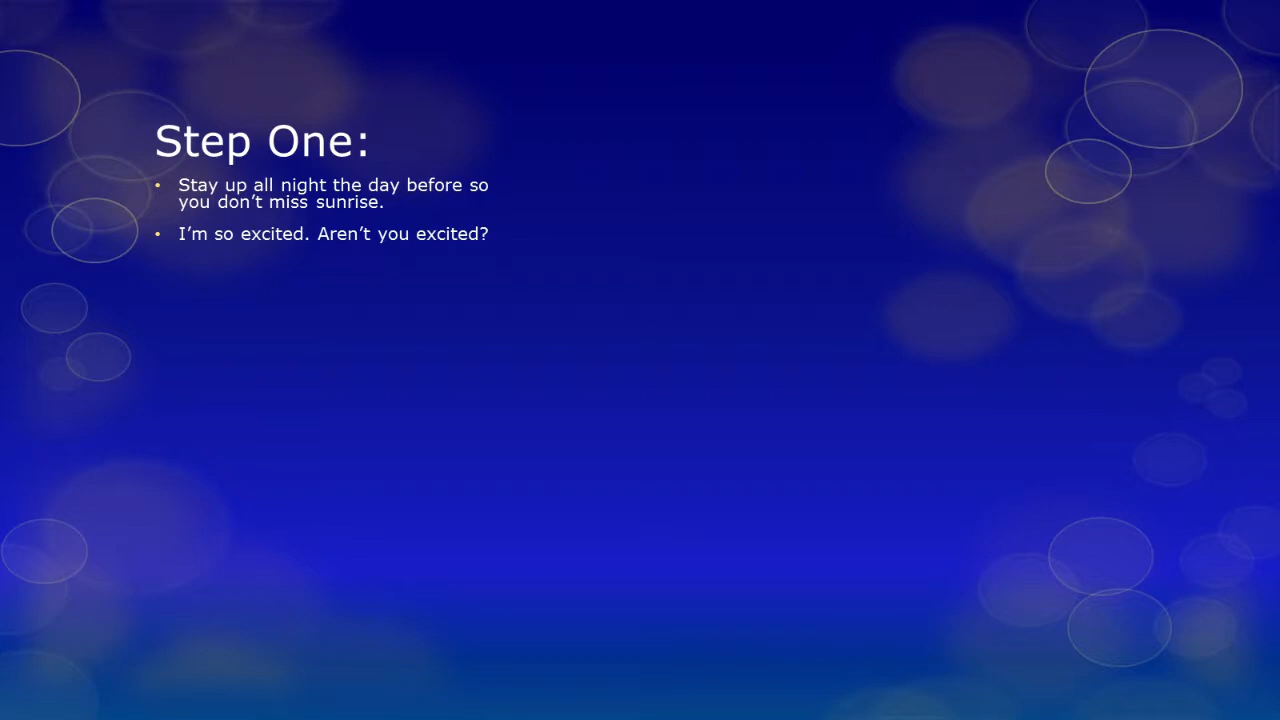 Step One:
• Stay up all night the day before so
you don’t miss sunrise.
• I’m so excited. Aren’t you excited?